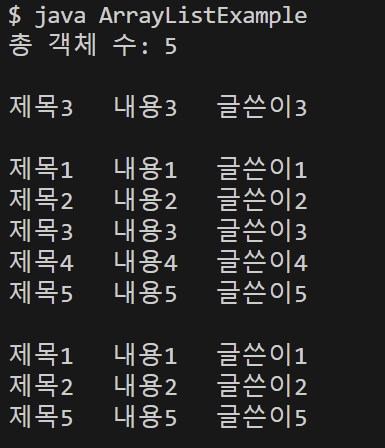 $ java ArrayListExample
총 객체 수: 5
제목3 내용3 글쓴이3
제목1 내용1 글쓴이1
제목2 내용2 글쓴이2
제목3 내용3 글쓴이3
제목4 내용4 글쓴이4
제목5 내용5 글쓴이5
제목1 내용1 글쓴이1
제목2 내용2 글쓴이2
제목5 내용5 글쓴이5